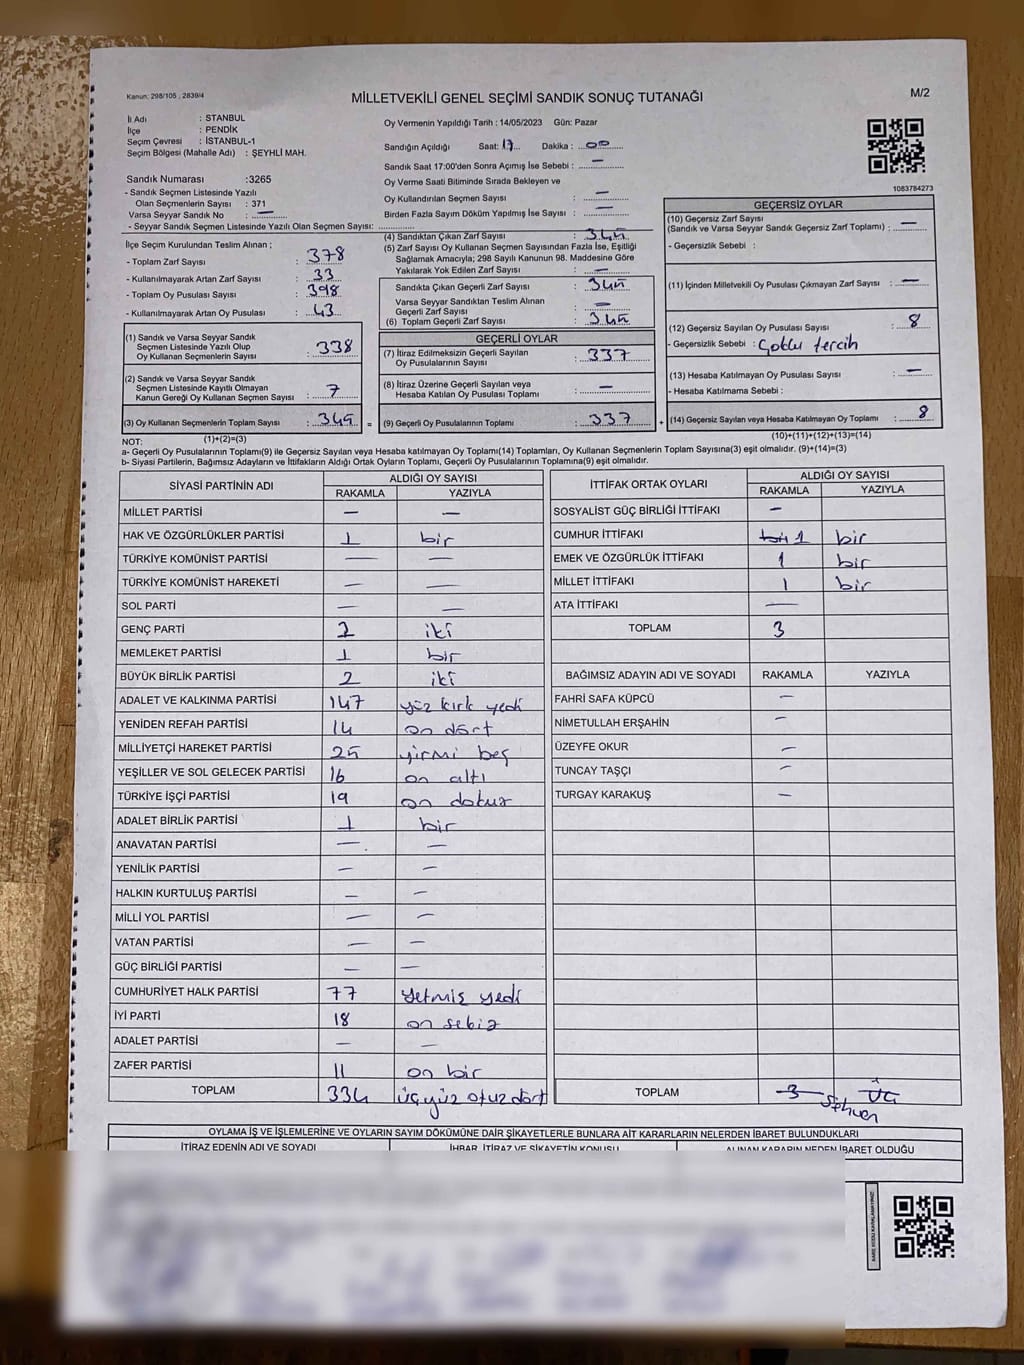 Kanun: 298/105 ; 2839/4
MİLLETVEKİLİ GENEL SEÇİMİ SANDIK SONUÇ TUTANAĞI
M/2
İl Adı : STANBUL
İlçe : PENDİK
Seçim Çevresi : İSTANBUL-1
Seçim Bölgesi (Mahalle Adı) : ŞEYHLİ MAH.
Sandık Numarası :3265
- Sandık Seçmen Listesinde Yazılı
Olan Seçmenlerin Sayısı : 371
Varsa Seyyar Sandık No : —
- Seyyar Sandık Seçmen Listesinde Yazılı Olan Seçmen Sayısı:
Oy Vermenin Yapıldığı Tarih : 14/05/2023 Gün: Pazar
Sandığın Açıldığı Saat: 17 Dakika : 00
Sandık Saat 17:00'den Sonra Açımış İse Sebebi : —
Oy Verme Saati Bitiminde Sırada Bekleyen ve
Oy Kullandırılan Seçmen Sayısı : —
Birden Fazla Sayım Döküm Yapılmış İse Sayısı : —
1083784273
İlçe Seçim Kurulundan Teslim Alınan ;
- Toplam Zarf Sayısı : 378
- Kullanılmayarak Artan Zarf Sayısı : 33
- Toplam Oy Pusulası Sayısı : 398
- Kullanılmayarak Artan Oy Pusulası : 43
(1) Sandık ve Varsa Seyyar Sandık
Seçmen Listesinde Yazılı Olup
Oy Kullanan Seçmenlerin Sayısı : 338
(2) Sandık ve Varsa Seyyar Sandık
Seçmen Listesinde Kayıtlı Olmayan
Kanun Gereği Oy Kullanan Seçmen Sayısı : 7
(3) Oy Kullanan Seçmenlerin Toplam Sayısı : 345 =
(4) Sandıktan Çıkan Zarf Sayısı : 345
(5) Zarf Sayısı Oy Kullanan Seçmen Sayısından Fazla İse, Eşitliği
Sağlamak Amacıyla; 298 Sayılı Kanunun 98. Maddesine Göre
Yakılarak Yok Edilen Zarf Sayısı : —
Sandıkta Çıkan Geçerli Zarf Sayısı : 345
Varsa Seyyar Sandıktan Teslim Alınan
Geçerli Zarf Sayısı : —
(6) Toplam Geçerli Zarf Sayısı : 345
GEÇERLİ OYLAR
(7) İtiraz Edilmeksizin Geçerli Sayılan
Oy Pusulalarının Sayısı : 337
(8) İtiraz Üzerine Geçerli Sayılan veya
Hesaba Katılan Oy Pusulası Toplamı : —
(9) Geçerli Oy Pusulalarının Toplamı : 337 +
GEÇERSİZ OYLAR
(10) Geçersiz Zarf Sayısı
(Sandık ve Varsa Seyyar Sandık Geçersiz Zarf Toplamı) : —
- Geçersizlik Sebebi :
(11) İçinden Milletvekili Oy Pusulası Çıkmayan Zarf Sayısı : —
(12) Geçersiz Sayılan Oy Pusulası Sayısı : 8
- Geçersizlik Sebebi : Çoklu tercih
(13) Hesaba Katılmayan Oy Pusulası Sayısı : —
- Hesaba Katılmama Sebebi :
(14) Geçersiz Sayılan veya Hesaba Katılmayan Oy Toplamı : 8
NOT: (1)+(2)=(3) (10)+(11)+(12)+(13)=(14)
a- Geçerli Oy Pusulasının Toplamı(9) ile Geçersiz Sayılan veya Hesaba katılmayan Oy Toplamı(14) Toplamları, Oy Kullanan Seçmenlerin Toplam Sayısına(3) eşit olmalıdır. (9)+(14)=(3)
b- Siyasi Partilerin, Bağımsız Adayların ve İttifakların Aldığı Ortak Oyların Toplamı, Geçerli Oy Pusulalarının Toplamına(9) eşit olmalıdır.
SİYASİ PARTİNİN ADI ALDIĞI OY SAYISI
RAKAMLA YAZIYLA
MİLLET PARTİSİ — —
HAK VE ÖZGÜRLÜKLER PARTİSİ 1 bir
TÜRKİYE KOMÜNİST PARTİSİ — —
TÜRKİYE KOMÜNİST HAREKETİ — —
SOL PARTİ — —
GENÇ PARTİ 2 iki
MEMLEKET PARTİSİ 1 bir
BÜYÜK BİRLİK PARTİSİ 2 iki
ADALET VE KALKINMA PARTİSİ 147 yüz kırk yedi
YENİDEN REFAH PARTİSİ 14 on dört
MİLLİYETÇİ HAREKET PARTİSİ 25 yirmi beş
YEŞİLLER VE SOL GELECEK PARTİSİ 16 on altı
TÜRKİYE İŞÇİ PARTİSİ 19 on dokuz
ADALET BİRLİK PARTİSİ 1 bir
ANAVATAN PARTİSİ — —
YENİLİK PARTİSİ — —
HALKIN KURTULUŞ PARTİSİ — —
MİLLİ YOL PARTİSİ — —
VATAN PARTİSİ — —
GÜÇ BİRLİĞİ PARTİSİ — —
CUMHURİYET HALK PARTİSİ 77 yetmiş yedi
İYİ PARTİ 18 on sekiz
ADALET PARTİSİ — —
ZAFER PARTİSİ 11 on bir
TOPLAM 334 üçyüz otuz dört
İTTİFAK ORTAK OYLARI ALDIĞI OY SAYISI
RAKAMLA YAZIYLA
SOSYALİST GÜÇ BİRLİĞİ İTTİFAKI —
CUMHUR İTTİFAKI bir 1 bir
EMEK VE ÖZGÜRLÜK İTTİFAKI 1 bir
MİLLET İTTİFAKI 1 bir
ATA İTTİFAKI —
TOPLAM 3
BAĞIMSIZ ADAYIN ADI VE SOYADI RAKAMLA YAZIYLA
FAHRİ SAFA KÜPCÜ —
NİMETULLAH ERŞAHİN —
ÜZEYFE OKUR —
TUNCAY TAŞÇI —
TURGAY KARAKUŞ —
TOPLAM 3 üç
Sehven
OYLAMA İŞ VE İŞLEMLERİNE VE OYLARIN SAYIM DÖKÜMÜNE DAİR ŞİKAYETLERLE BUNLARA AİT KARARLARIN NELERDEN İBARET BULUNDUKLARI
İTİRAZ EDENİN ADI VE SOYADI İHBAR, İTİRAZ VE ŞİKAYETİN KONUSU ALINAN KARARIN NEDEN İBARET OLDUĞU